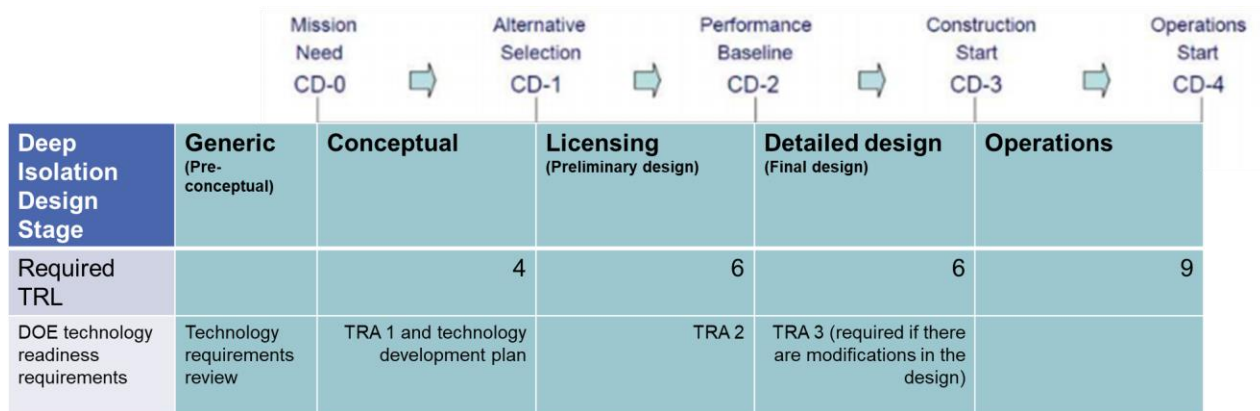 Mission
Need
CD-0
Alternative
Selection
CD-1
Performance
Baseline
CD-2
Construction
Start
CD-3
Operations
Start
CD-4
Deep
Isolation
Design
Stage
Generic
(Pre-
conceptual)
Conceptual
Licensing
(Preliminary design)
Detailed design
(Final design)
Operations
Required
TRL
4
6
6
9
DOE technology
readiness
requirements
Technology
requirements
review
TRA 1 and technology
development plan
TRA 2
TRA 3 (required if there
are modifications in the
design)